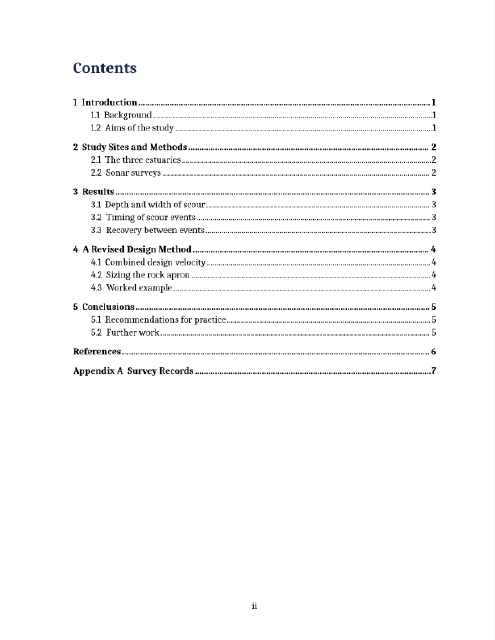 Contents
1 Introduction 1
1.1 Background 1
1.2 Aims of the study 1
2 Study Sites and Methods 2
2.1 The three estuaries 2
2.2 Sonar surveys 2
3 Results 3
3.1 Depth and width of scour 3
3.2 Timing of scour events 3
3.3 Recovery between events 3
4 A Revised Design Method 4
4.1 Combined design velocity 4
4.2 Sizing the rock apron 4
4.3 Worked example 4
5 Conclusions 5
5.1 Recommendations for practice 5
5.2 Further work 5
References 6
Appendix A Survey Records 7
ii